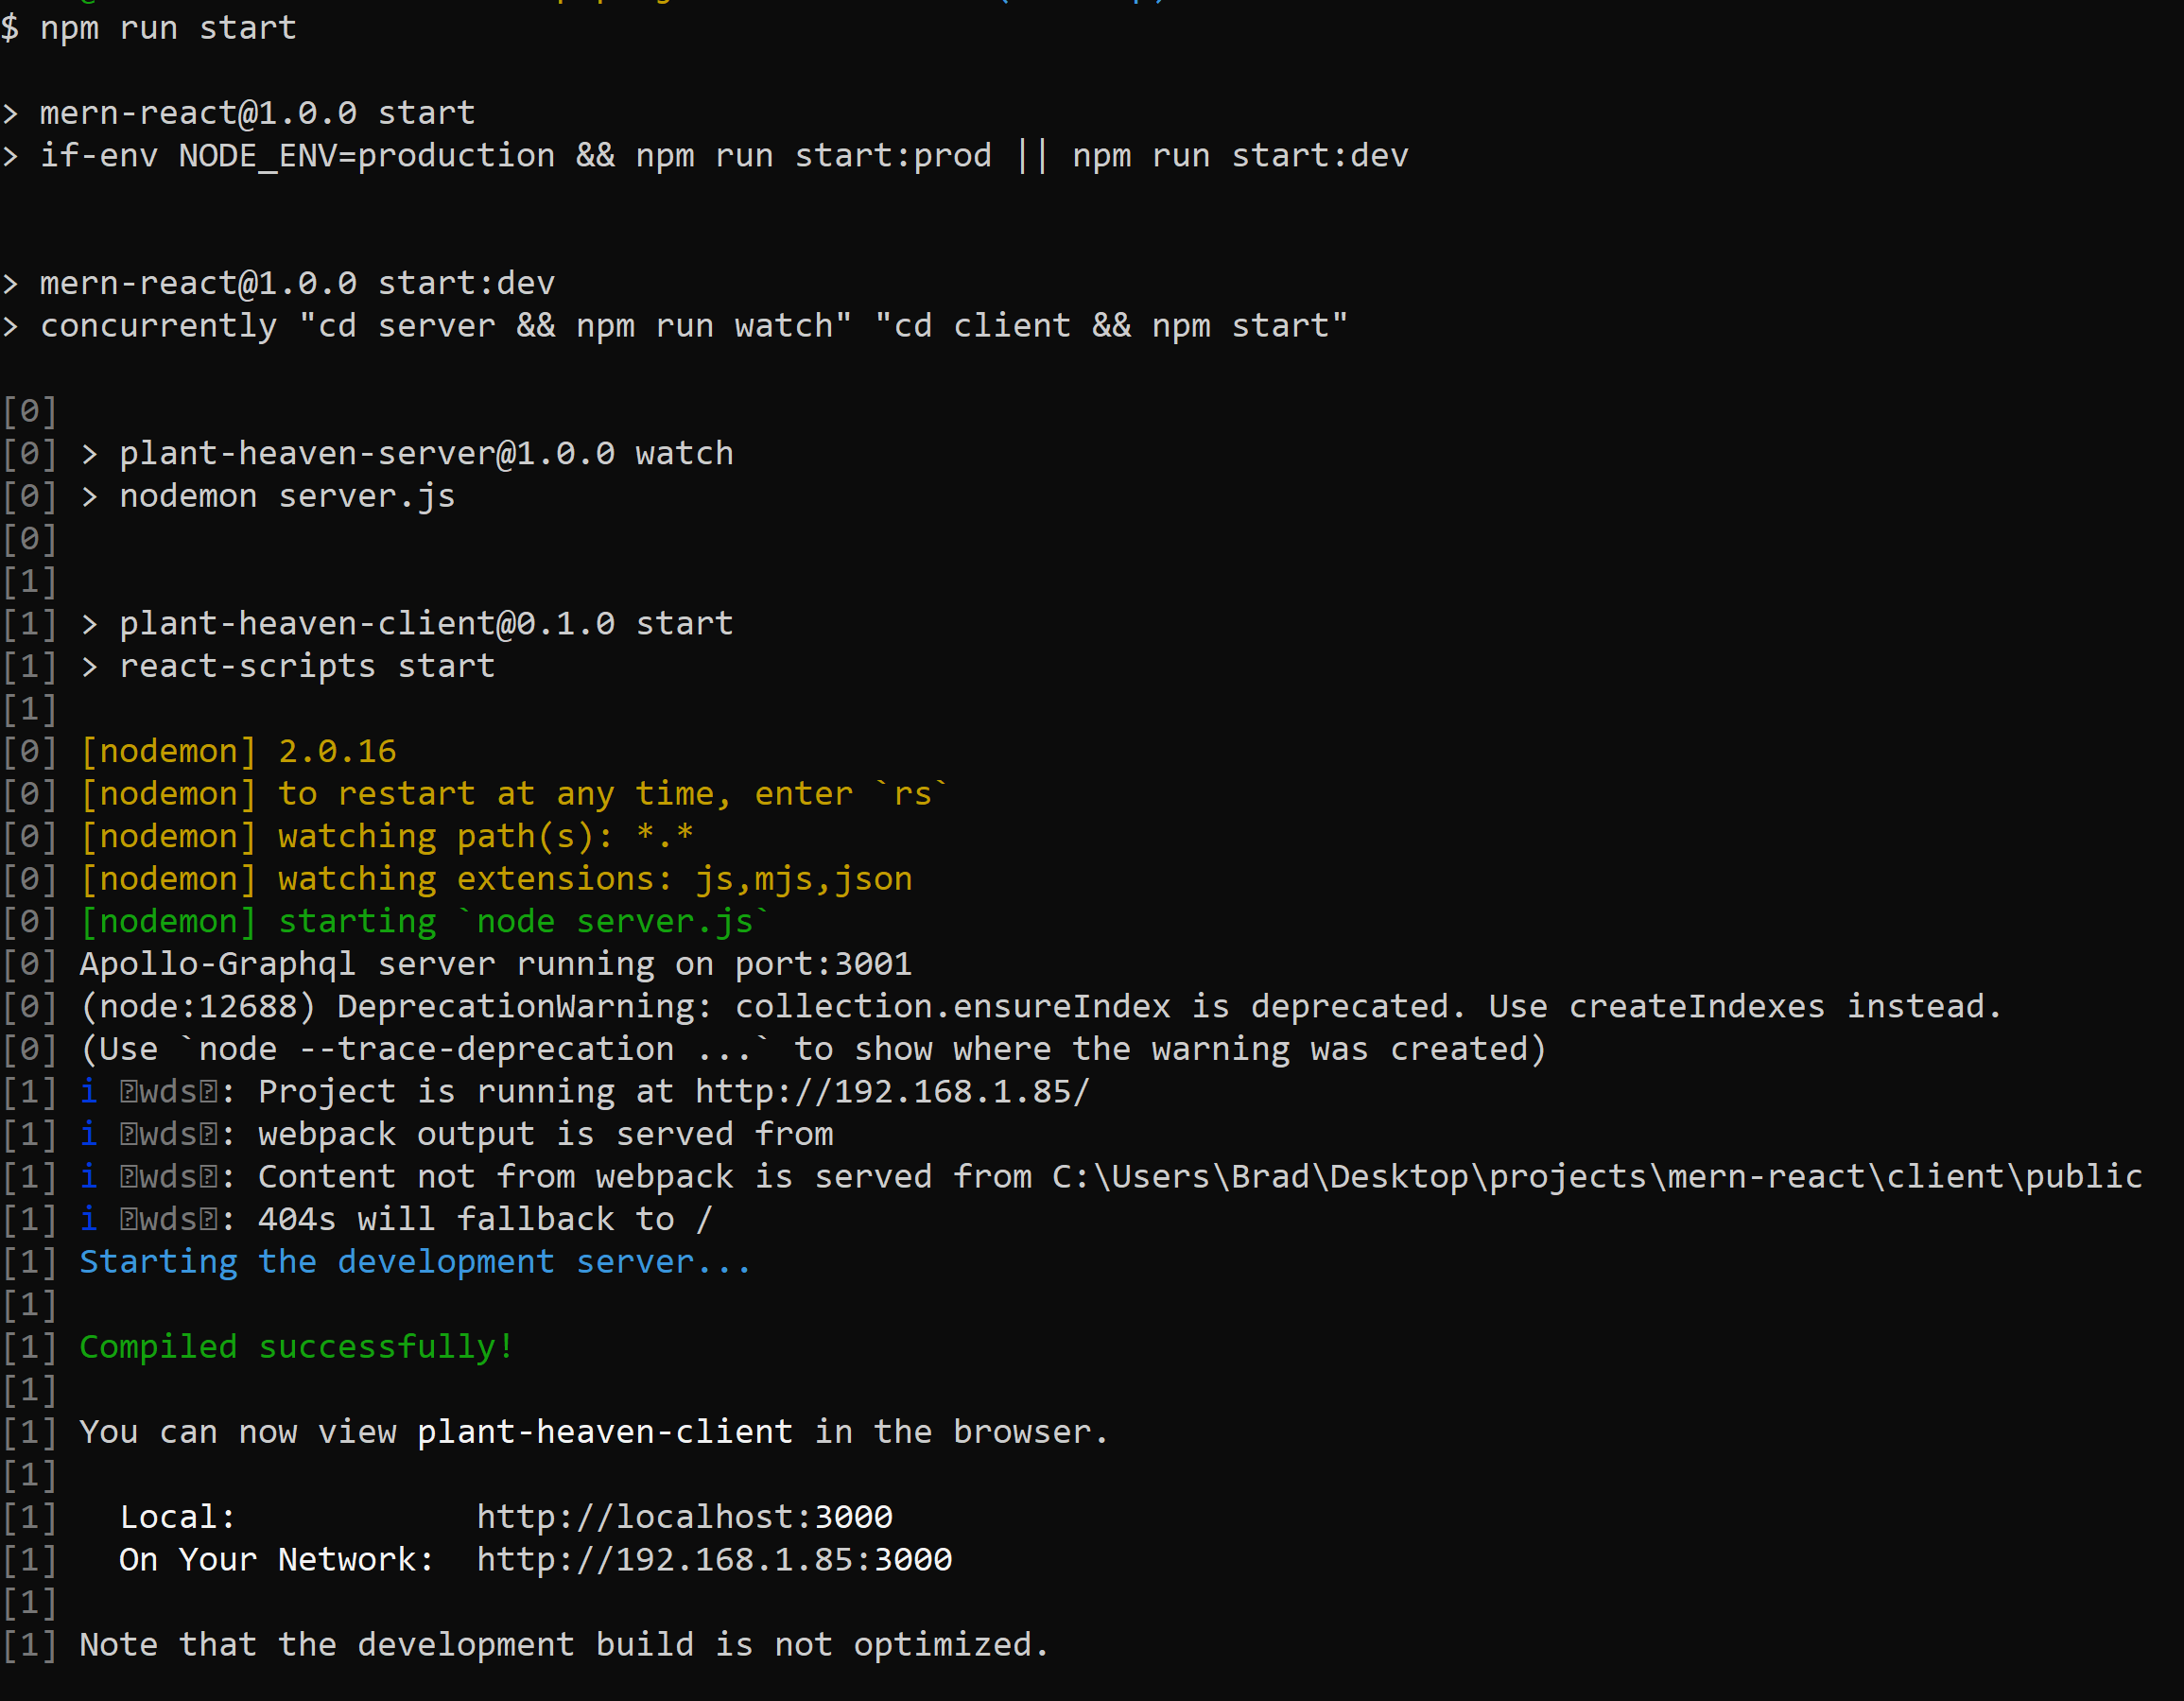 $ npm run start
> mern-react@1.0.0 start
> if-env NODE_ENV=production && npm run start:prod || npm run start:dev
> mern-react@1.0.0 start:dev
> concurrently "cd server && npm run watch" "cd client && npm start"
[0]
[0] > plant-heaven-server@1.0.0 watch
[0] > nodemon server.js
[0]
[1]
[1] > plant-heaven-client@0.1.0 start
[1] > react-scripts start
[1]
[0] [nodemon] 2.0.16
[0] [nodemon] to restart at any time, enter `rs`
[0] [nodemon] watching path(s): *.*
[0] [nodemon] watching extensions: js,mjs,json
[0] [nodemon] starting `node server.js`
[0] Apollo-Graphql server running on port:3001
[0] (node:12688) DeprecationWarning: collection.ensureIndex is deprecated. Use createIndexes instead.
[0] (Use `node --trace-deprecation ...` to show where the warning was created)
[1] i ⍰wds⍰: Project is running at http://192.168.1.85/
[1] i ⍰wds⍰: webpack output is served from
[1] i ⍰wds⍰: Content not from webpack is served from C:\Users\Brad\Desktop\projects\mern-react\client\public
[1] i ⍰wds⍰: 404s will fallback to /
[1] Starting the development server...
[1]
[1] Compiled successfully!
[1]
[1] You can now view plant-heaven-client in the browser.
[1]
[1]   Local:            http://localhost:3000
[1]   On Your Network:  http://192.168.1.85:3000
[1]
[1] Note that the development build is not optimized.